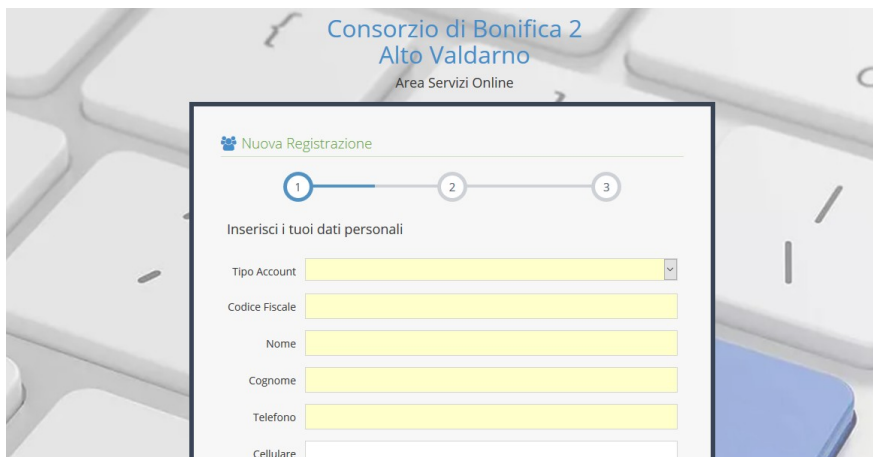 Consorzio di Bonifica 2
Alto Valdarno
Area Servizi Online
Nuova Registrazione
1 2 3
Inserisci i tuoi dati personali
Tipo Account
Codice Fiscale
Nome
Cognome
Telefono
Cellulare